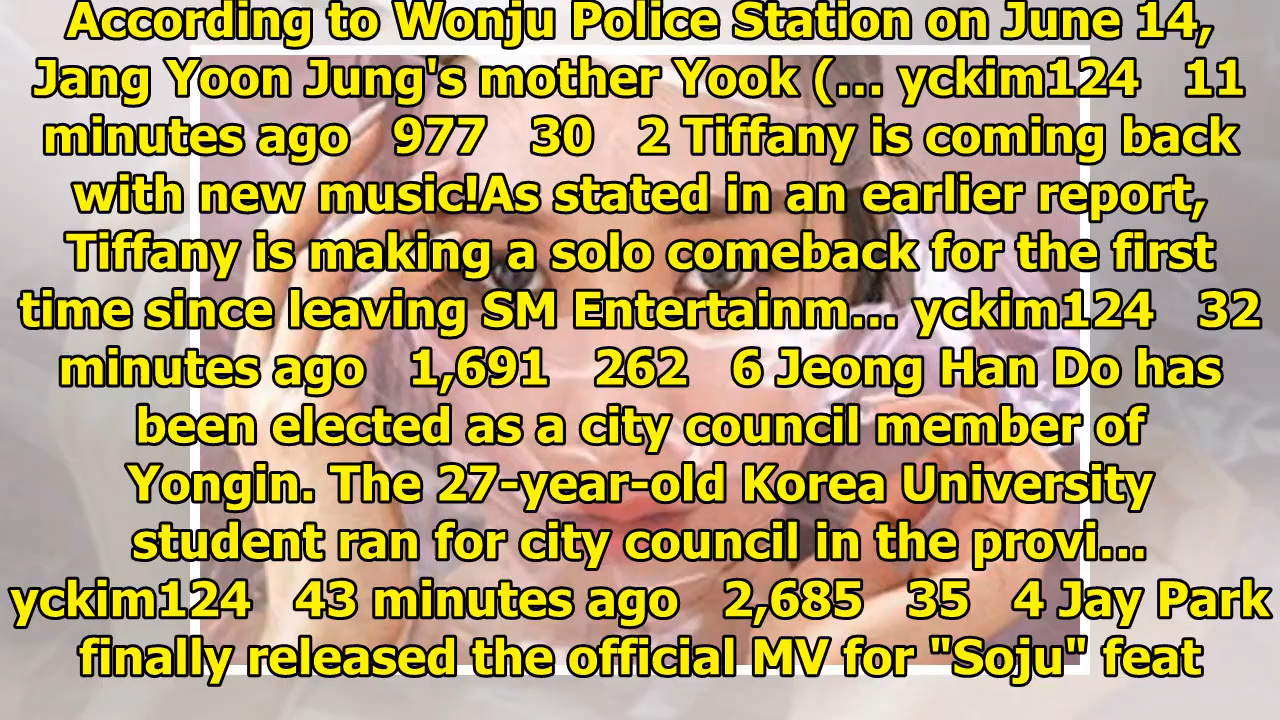 According to Wonju Police Station on June 14,
Jang Yoon Jung's mother Yook (... yckim124 11
minutes ago 977 30 2 Tiffany is coming back
with new music!As stated in an earlier report,
Tiffany is making a solo comeback for the first
time since leaving SM Entertainm... yckim124 32
minutes ago 1,691 262 6 Jeong Han Do has
been elected as a city council member of
Yongin. The 27-year-old Korea University
student ran for city council in the provi...
yckim124 43 minutes ago 2,685 35 4 Jay Park
finally released the official MV for "Soju" feat